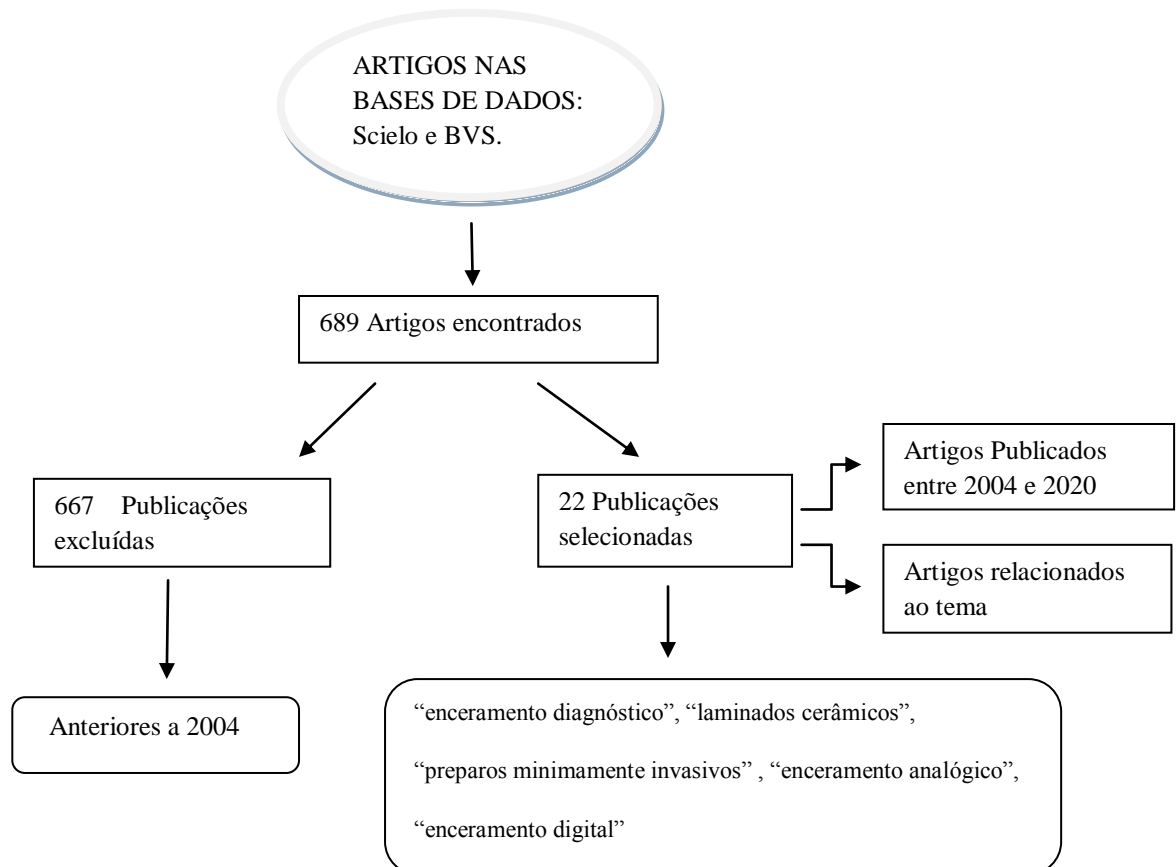 ARTIGOS NAS
BASES DE DADOS:
Scielo e BVS.
689 Artigos encontrados
667 Publicações
excluídas
22 Publicações
selecionadas
Artigos Publicados
entre 2004 e 2020
Artigos relacionados
ao tema
Anteriores a 2004
“enceramento diagnóstico”, “laminados cerâmicos”,
“preparos minimamente invasivos” , “enceramento analógico”,
“enceramento digital”